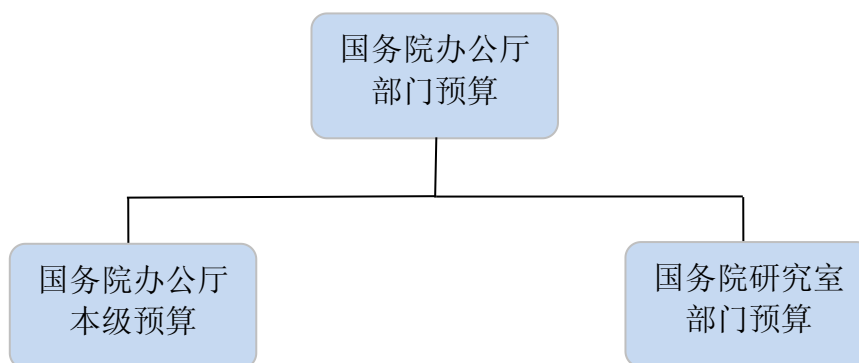 国务院办公厅
部门预算
国务院办公厅
本级预算
国务院研究室
部门预算